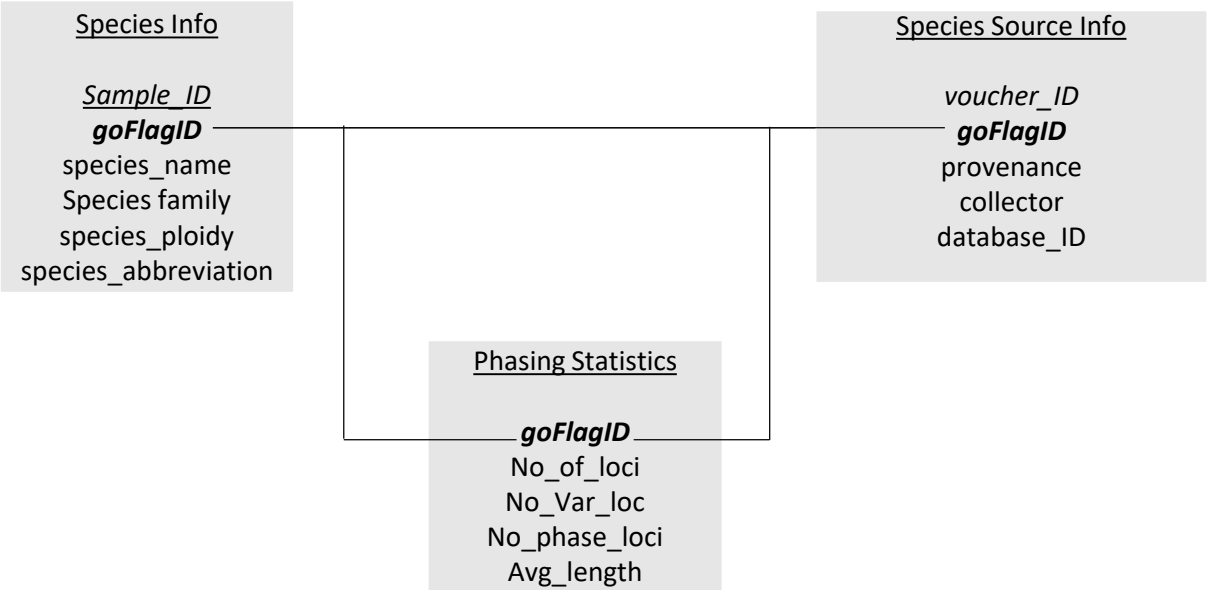 Species Info
Sample_ID
goFlagID
species_name
Species family
species_ploidy
species_abbreviation
Species Source Info
voucher_ID
goFlagID
provenance
collector
database_ID
Phasing Statistics
goFlagID
No_of_loci
No_Var_loc
No_phase_loci
Avg_length